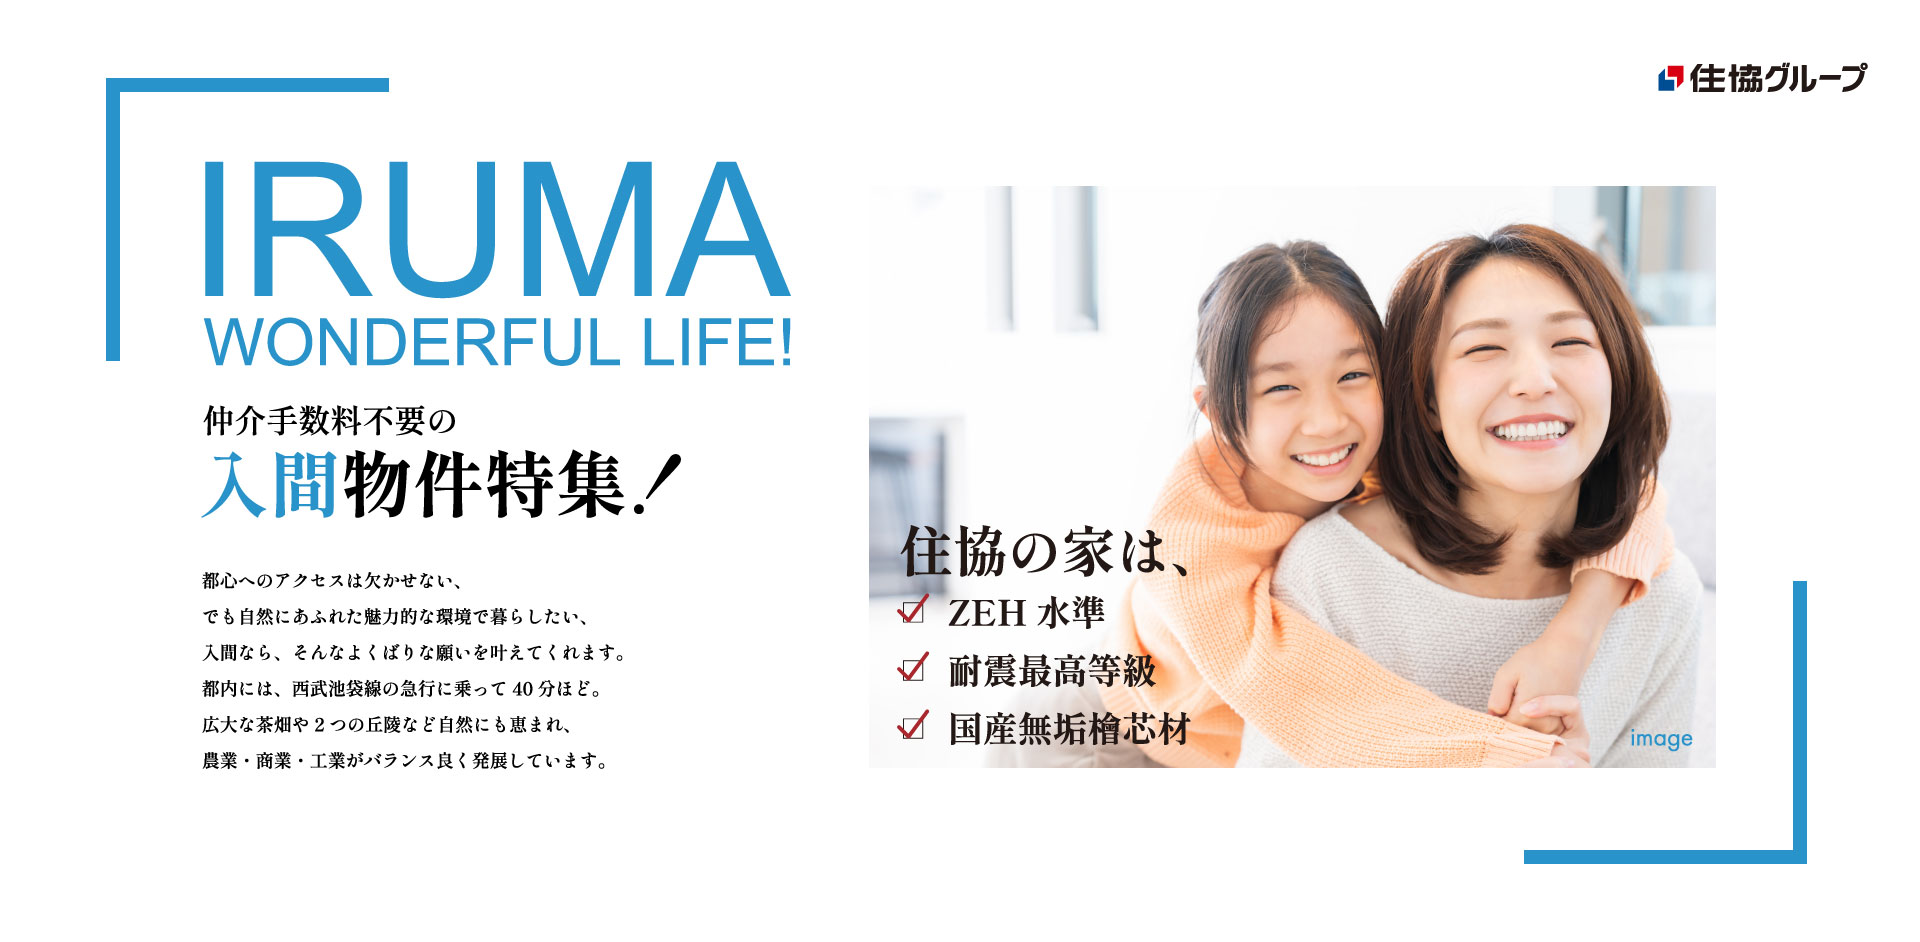 住協グループ
IRUMA
WONDERFUL LIFE!
仲介手数料不要の
入間物件特集!
都心へのアクセスは欠かせない、
でも自然にあふれた魅力的な環境で暮らしたい、
入間なら、そんなよくばりな願いを叶えてくれます。
都内には、西武池袋線の急行に乗って 40 分ほど。
広大な茶畑や 2 つの丘陵など自然にも恵まれ、
農業・商業・工業がバランス良く発展しています。
住協の家は、
ZEH 水準
耐震最高等級
国産無垢檜芯材
image